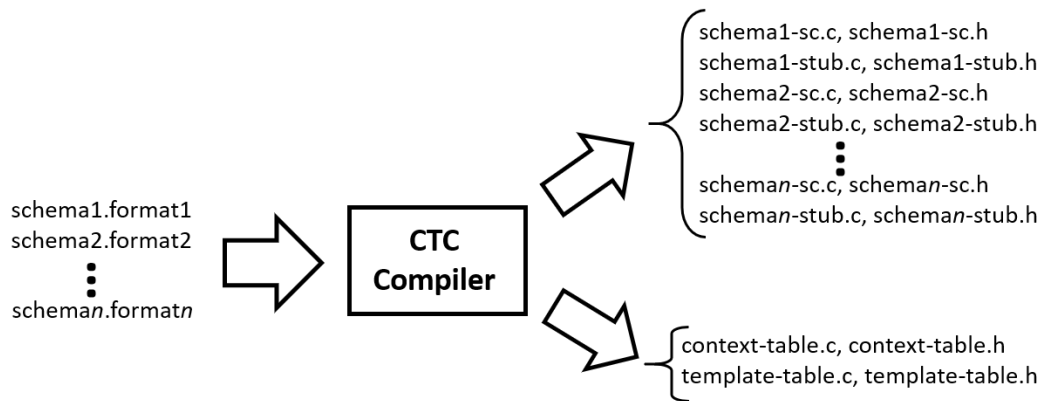 schema1.format1
schema2.format2
scheman.formatn
CTC
Compiler
schema1-sc.c, schema1-sc.h
schema1-stub.c, schema1-stub.h
schema2-sc.c, schema2-sc.h
schema2-stub.c, schema2-stub.h
scheman-sc.c, scheman-sc.h
scheman-stub.c, scheman-stub.h
context-table.c, context-table.h
template-table.c, template-table.h